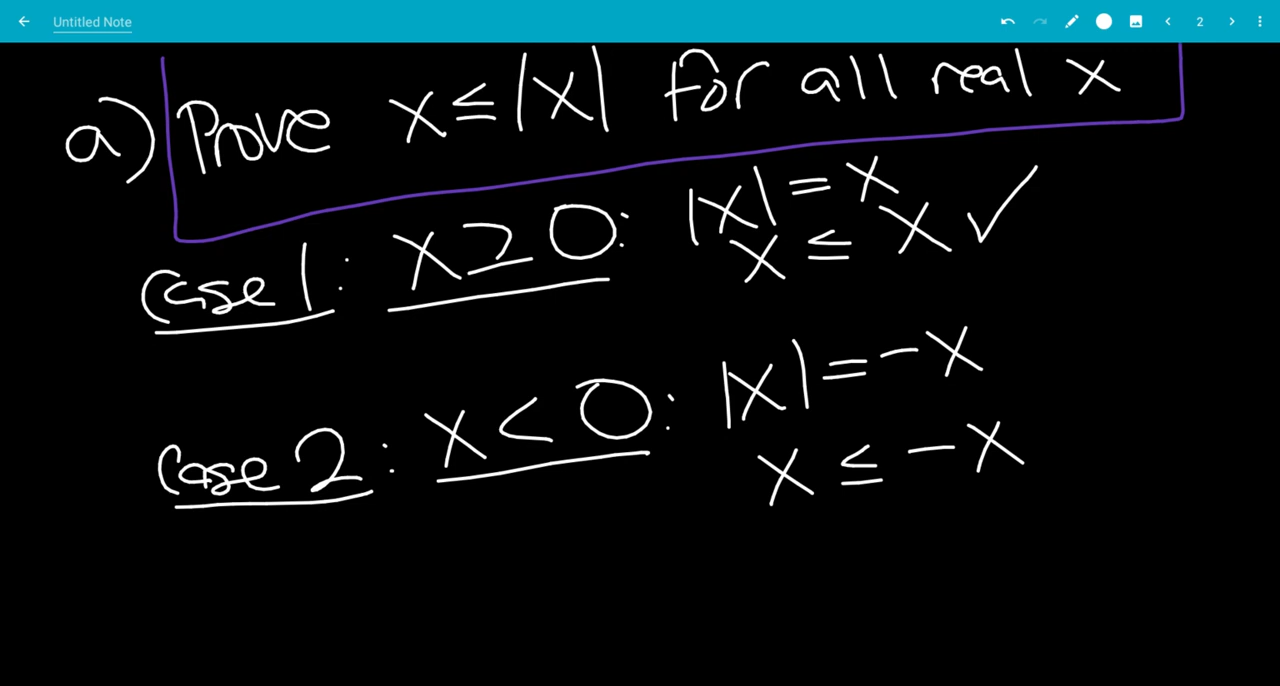 Untitled Note
2
a) Prove x ≤ |x| for all real x
Case 1: x ≥ 0: |x| = x
x ≤ x ✓
Case 2: x < 0: |x| = -x
x ≤ -x